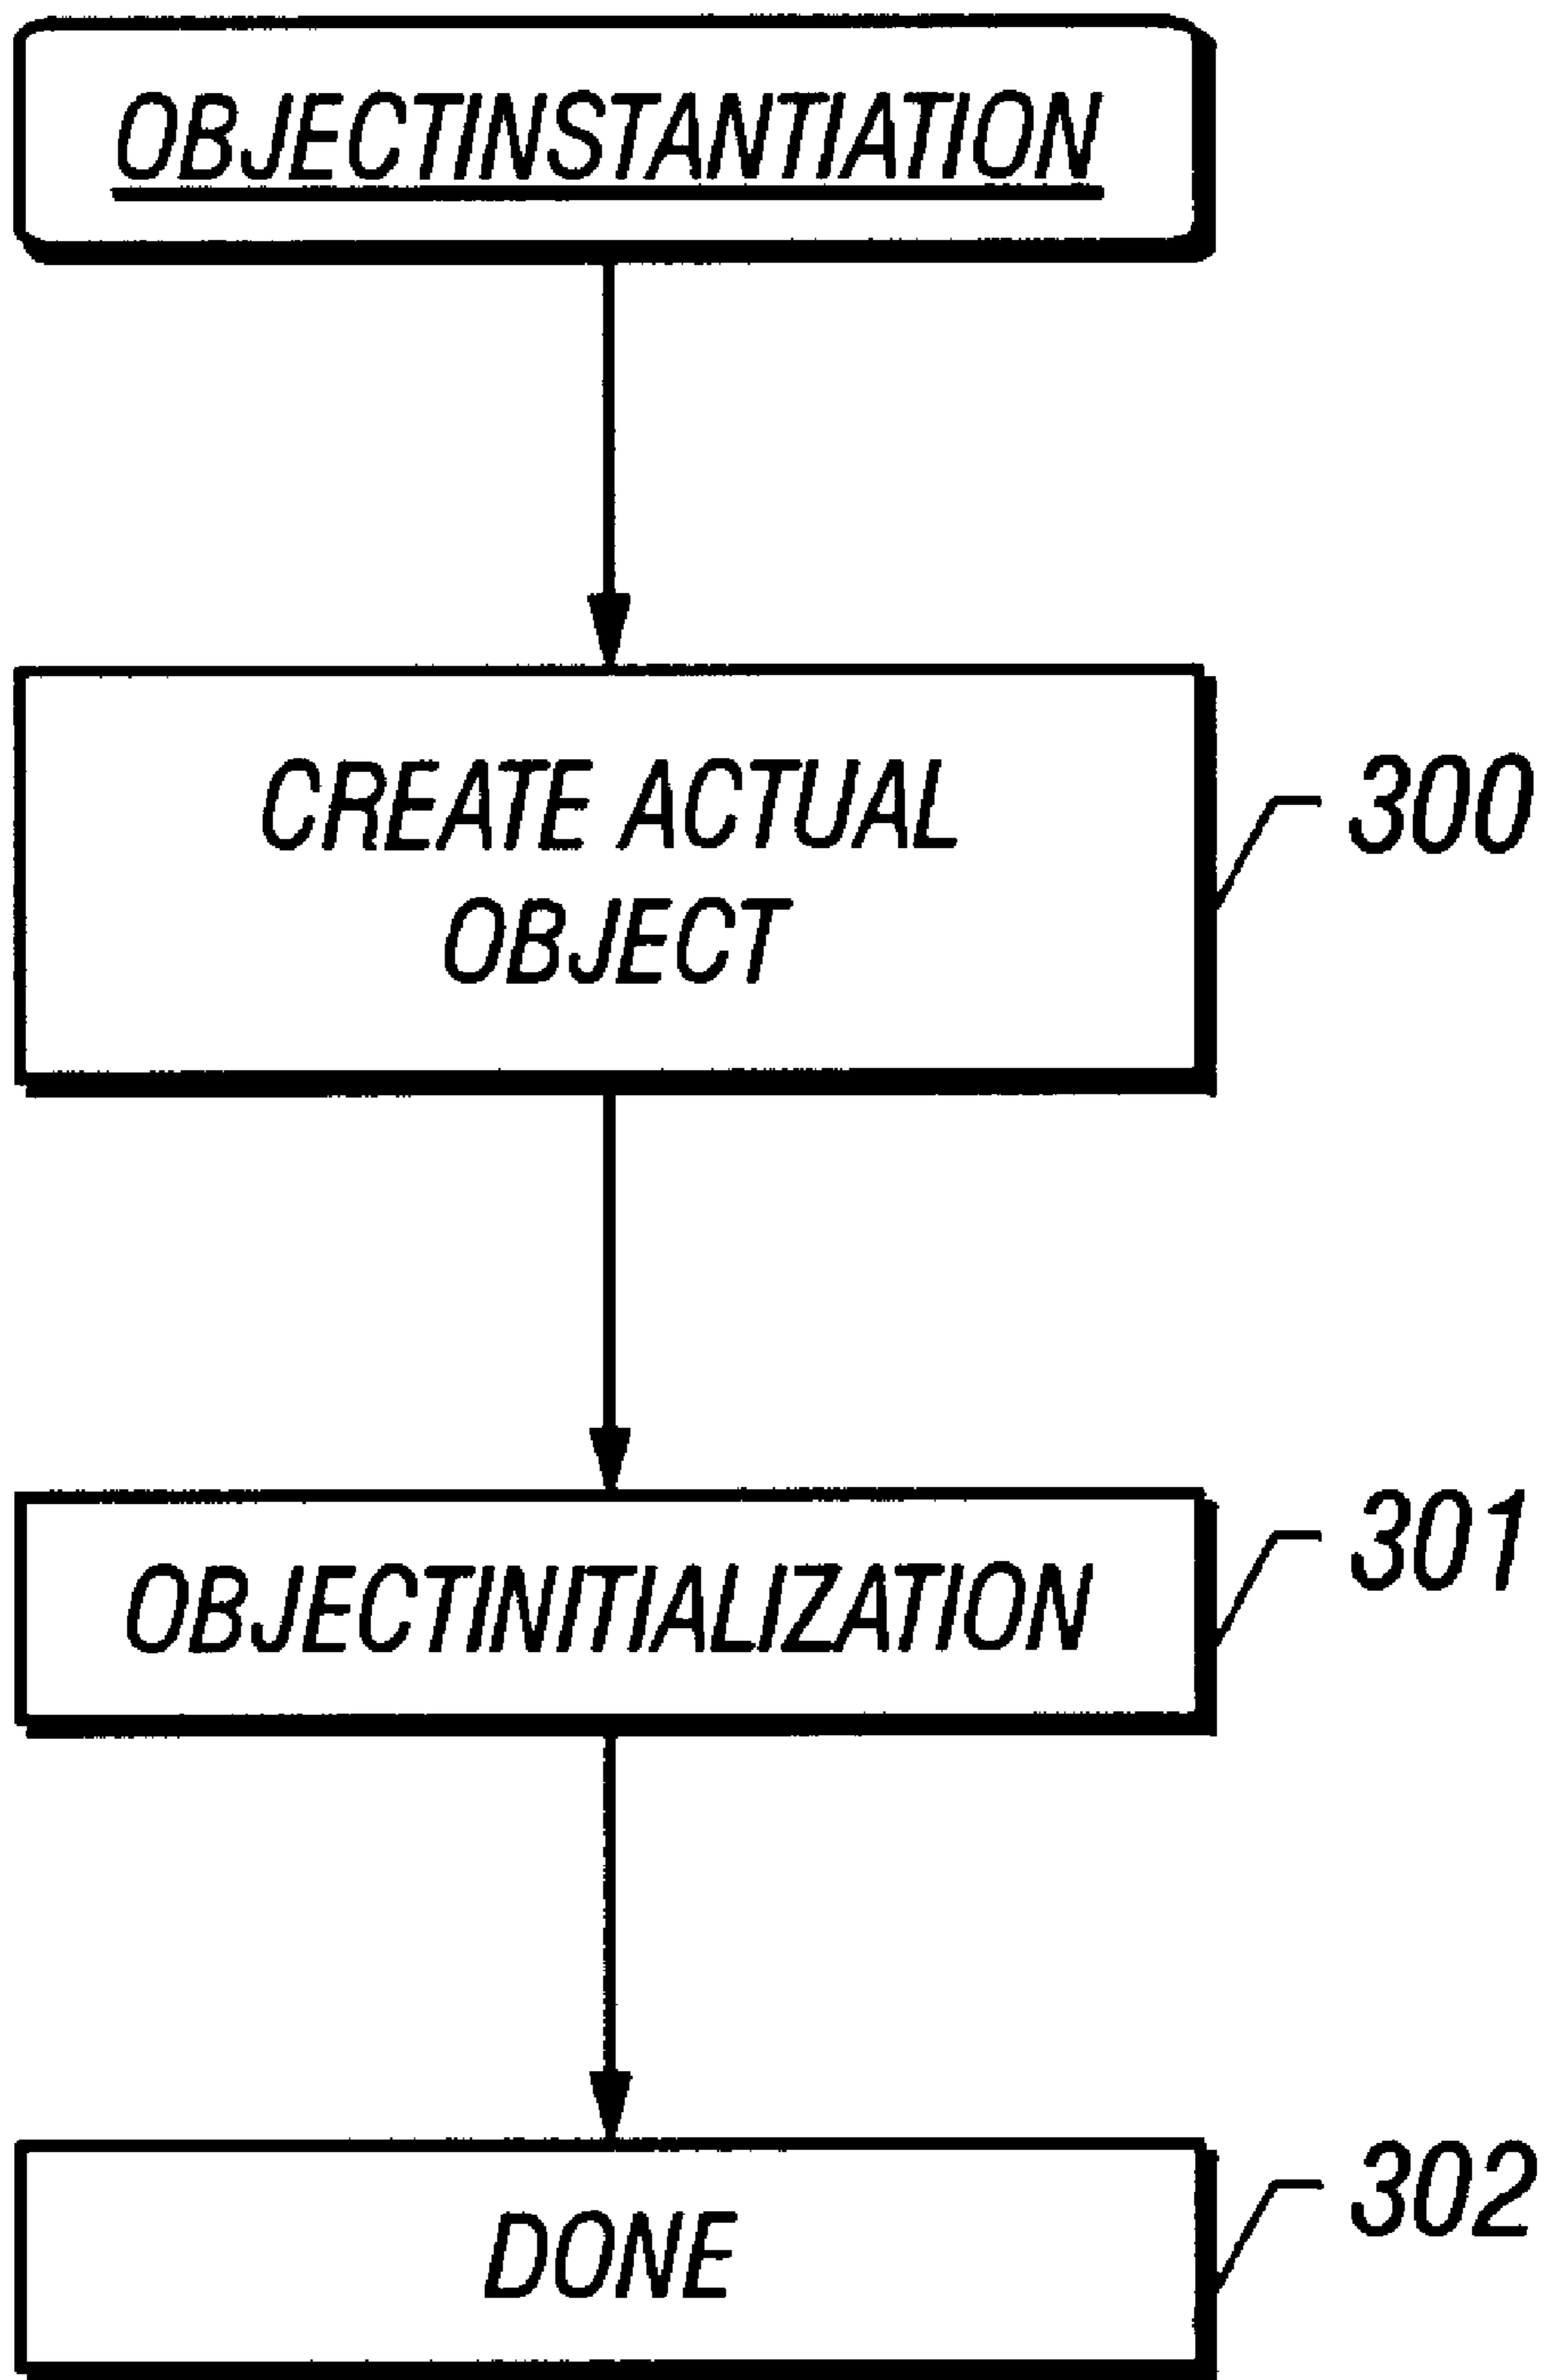 OBJECTINSTANTIATION
CREATE ACTUAL
OBJECT
300
OBJECTINITIALIZATION
301
DONE
302